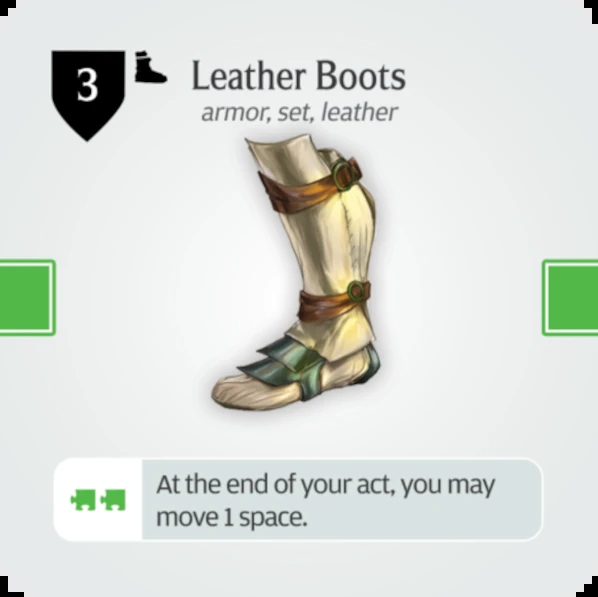 3
Leather Boots
armor, set, leather
At the end of your act, you may
move 1 space.